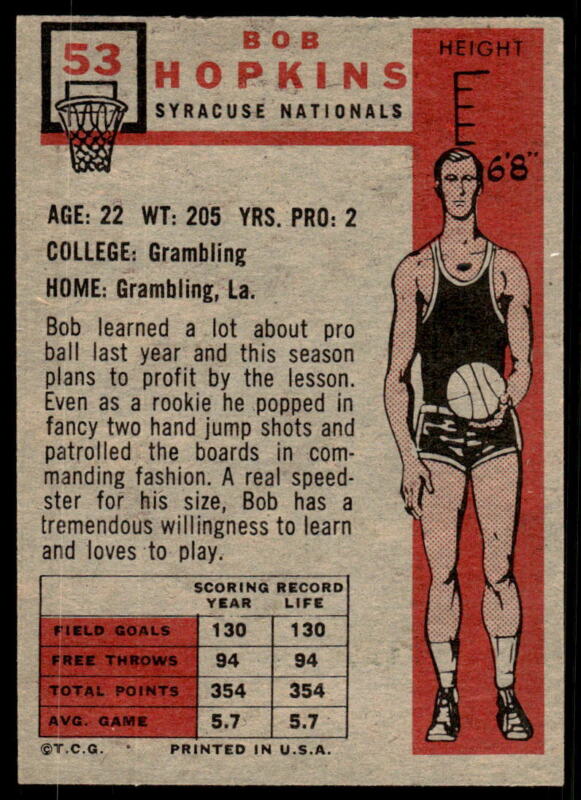 53
BOB
HOPKINS
SYRACUSE NATIONALS
HEIGHT
6'8"
AGE: 22 WT: 205 YRS. PRO: 2
COLLEGE: Grambling
HOME: Grambling, La.
Bob learned a lot about pro
ball last year and this season
plans to profit by the lesson.
Even as a rookie he popped in
fancy two hand jump shots and
patrolled the boards in com-
manding fashion. A real speed-
ster for his size, Bob has a
tremendous willingness to learn
and loves to play.
SCORING RECORD
YEAR LIFE
FIELD GOALS 130 130
FREE THROWS 94 94
TOTAL POINTS 354 354
AVG. GAME 5.7 5.7
©T.C.G. PRINTED IN U.S.A.